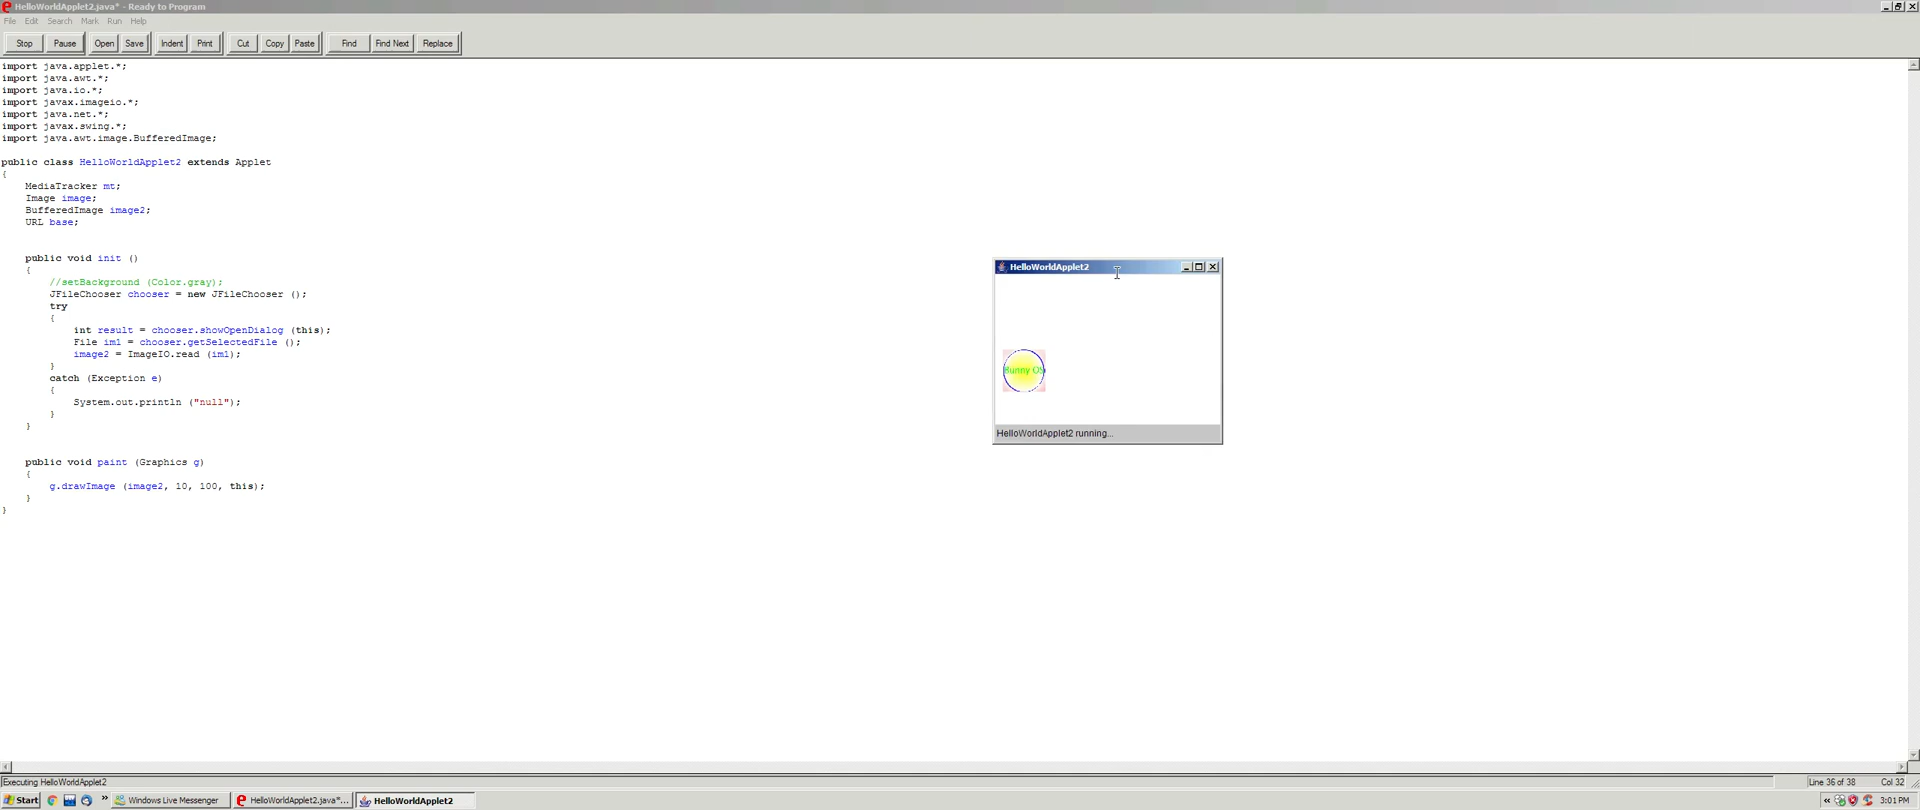 HelloWorldApplet2.java* - Ready to Program
File Edit Search Mark Run Help
Stop Pause Open Save Indent Print Cut Copy Paste Find Find Next Replace
import java.applet.*;
import java.awt.*;
import java.io.*;
import javax.imageio.*;
import java.net.*;
import javax.swing.*;
import java.awt.image.BufferedImage;
public class HelloWorldApplet2 extends Applet
{
MediaTracker mt;
Image image;
BufferedImage image2;
URL base;
public void init ()
{
//setBackground (Color.gray);
JFileChooser chooser = new JFileChooser ();
try
{
int result = chooser.showOpenDialog (this);
File im1 = chooser.getSelectedFile ();
image2 = ImageIO.read (im1);
}
catch (Exception e)
{
System.out.println ("null");
}
}
public void paint (Graphics g)
{
g.drawImage (image2, 10, 100, this);
}
}
HelloWorldApplet2
Bunny OS
HelloWorldApplet2 running...
Executing HelloWorldApplet2
Line 36 of 38 Col 32
Start » Windows Live Messenger HelloWorldApplet2.java*... HelloWorldApplet2 « 3:01 PM